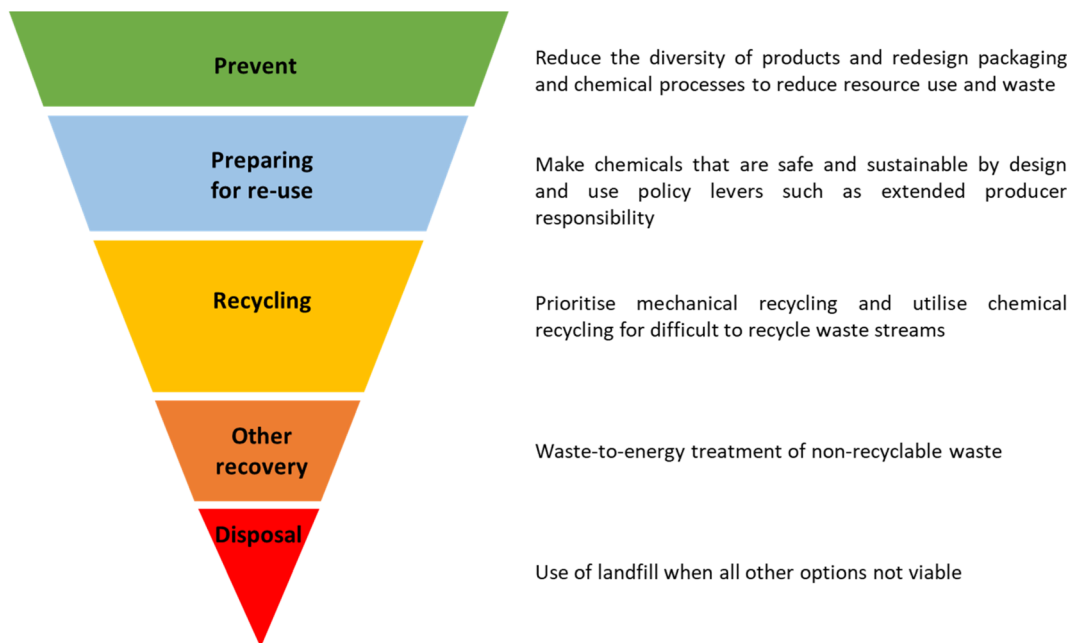 Prevent
Reduce the diversity of products and redesign packaging
and chemical processes to reduce resource use and waste
Preparing
for re-use
Make chemicals that are safe and sustainable by design
and use policy levers such as extended producer
responsibility
Recycling
Prioritise mechanical recycling and utilise chemical
recycling for difficult to recycle waste streams
Other
recovery
Waste-to-energy treatment of non-recyclable waste
Disposal
Use of landfill when all other options not viable